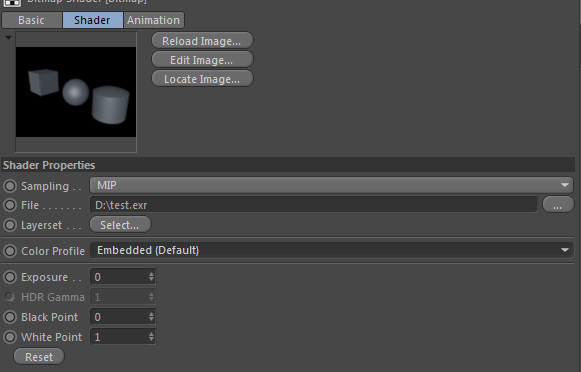 Bitmap Shader [Bitmap]
Basic Shader Animation
Reload Image...
Edit Image...
Locate Image...
Shader Properties
Sampling . . MIP
File . . . . . . . D:\test.exr ...
Layerset . . Select...
Color Profile Embedded (Default)
Exposure . . 0
HDR Gamma 1
Black Point 0
White Point 1
Reset